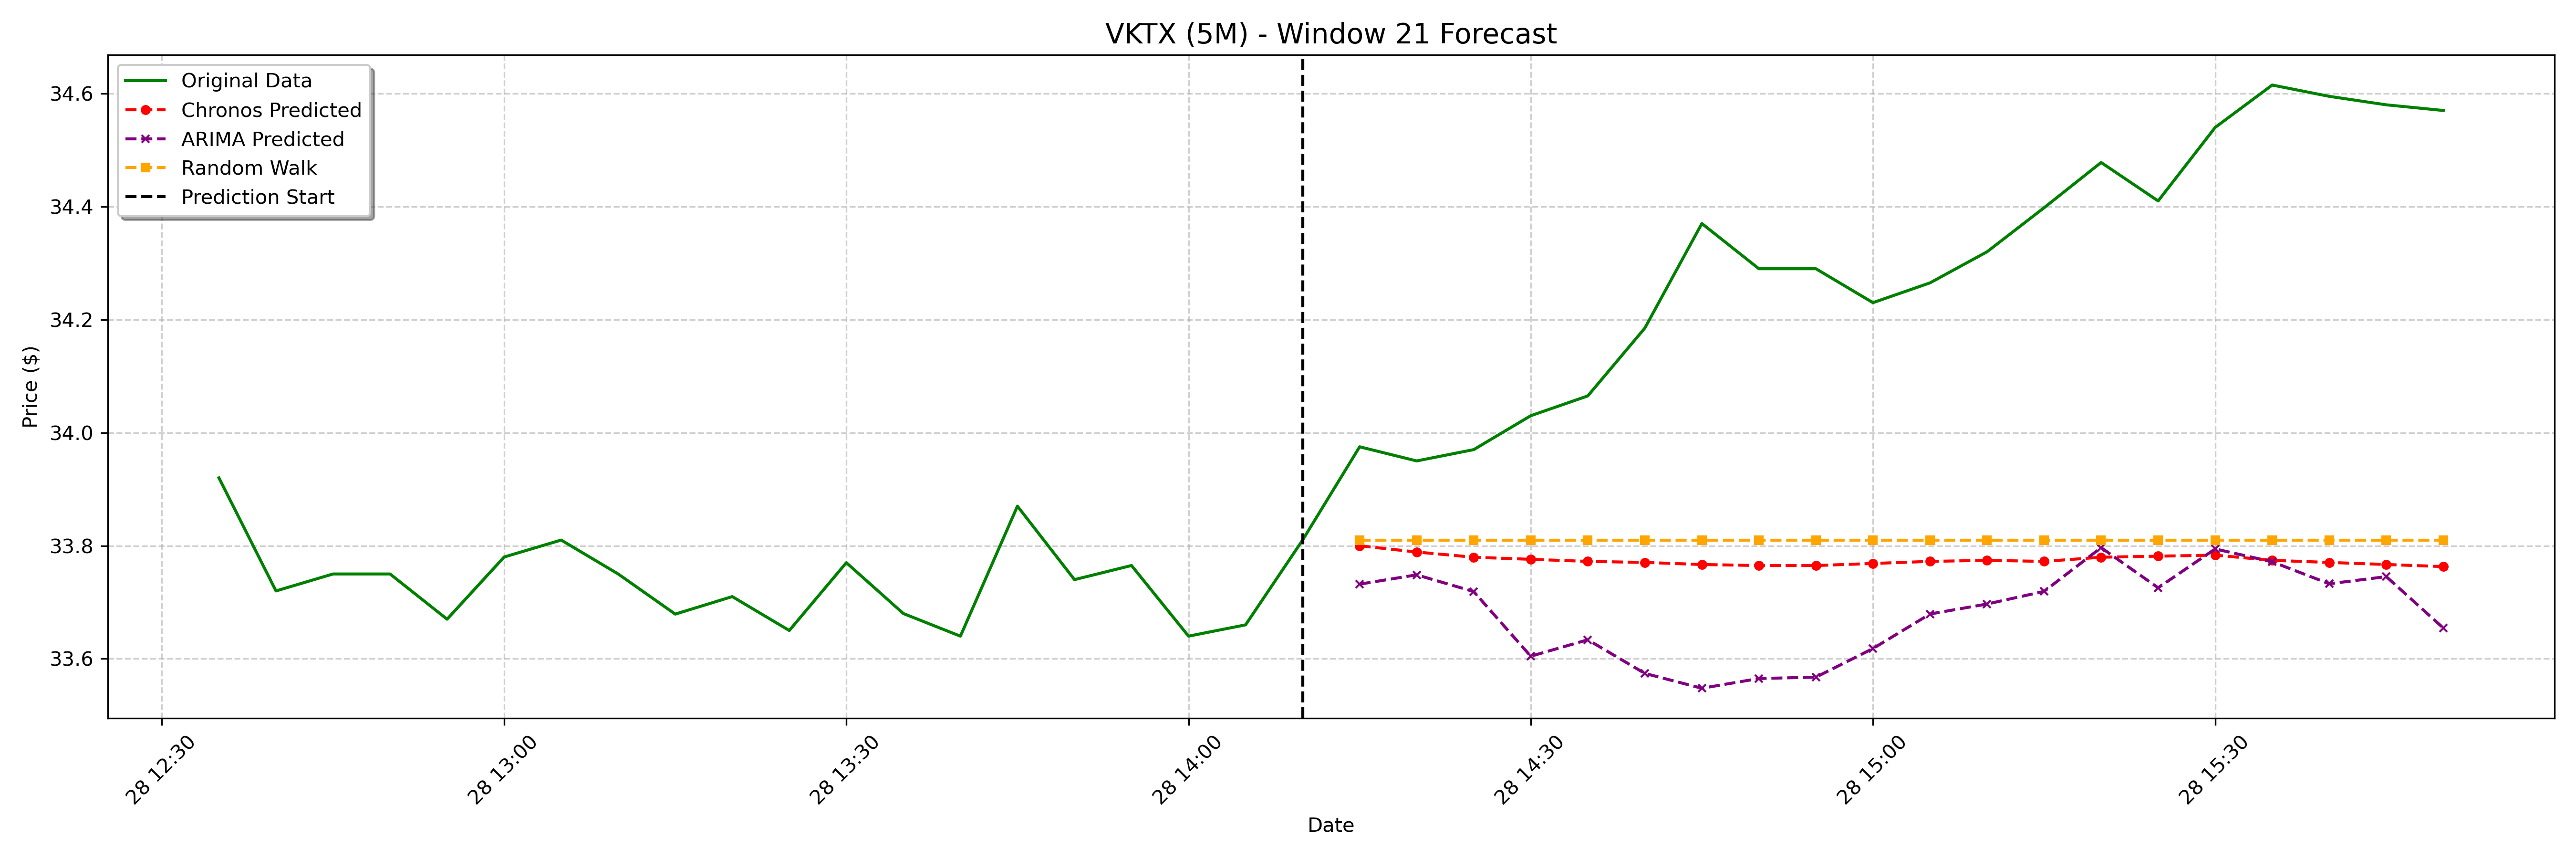 VKTX (5M) - Window 21 Forecast
Original Data
Chronos Predicted
ARIMA Predicted
Random Walk
Prediction Start
Price ($)
34.6
34.4
34.2
34.0
33.8
33.6
28 12:30
28 13:00
28 13:30
28 14:00
28 14:30
28 15:00
28 15:30
Date